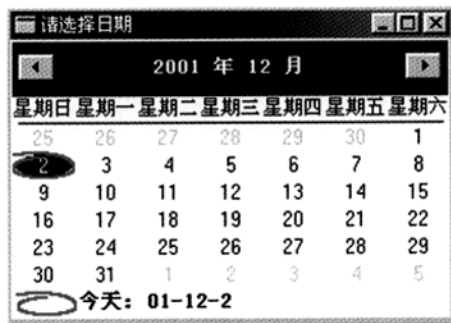 请选择日期
2001 年 12 月
星期日 星期一 星期二 星期三 星期四 星期五 星期六
25 26 27 28 29 30 1
2 3 4 5 6 7 8
9 10 11 12 13 14 15
16 17 18 19 20 21 22
23 24 25 26 27 28 29
30 31 1 2 3 4 5
今天: 01-12-2